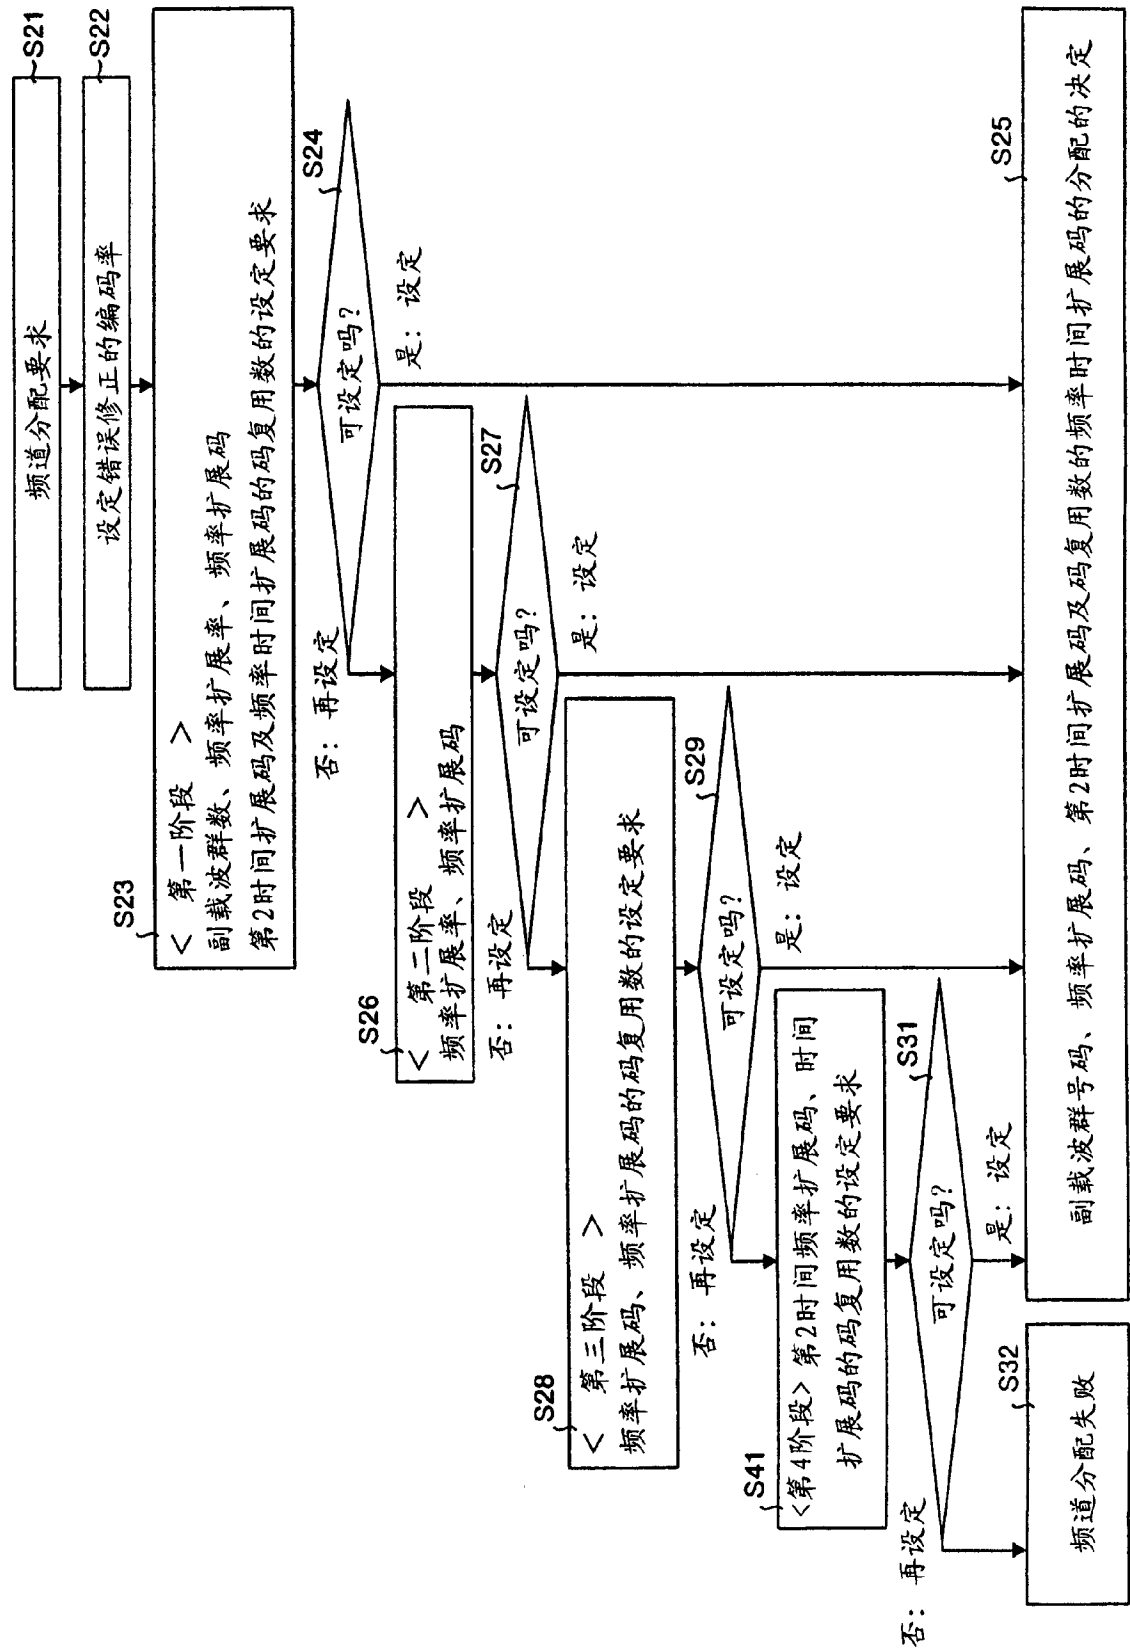 频道分配要求
S21
设定错误修正的编码率
S22
S23
< 第一阶段 >
副载波群数、频率扩展率、频率扩展码
第2时间扩展码及频率时间扩展码的码复用数的设定要求
S24
可设定吗?
是: 设定
否: 再设定
S26
< 第二阶段 >
频率扩展率、频率扩展码
S27
可设定吗?
是: 设定
否: 再设定
S28
< 第三阶段 >
频率扩展码、频率扩展码的码复用数的设定要求
S29
可设定吗?
是: 设定
否: 再设定
S41
<第4阶段> 第2时间频率扩展码、时间
扩展码的码复用数的设定要求
S31
可设定吗?
是: 设定
否: 再设定
S25
副载波群号码、频率扩展码、第2时间扩展码及码复用数的频率时间扩展码的分配的决定
S32
频道分配失败